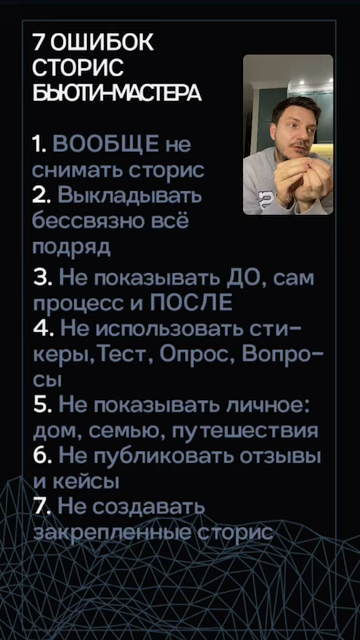 7 ОШИБОК
СТОРИС
БЬЮТИ-МАСТЕРА
1. ВООБЩЕ не
снимать сторис
2. Выкладывать
бессвязно всё
подряд
3. Не показывать ДО, сам
процесс и ПОСЛЕ
4. Не использовать сти-
керы,Тест, Опрос, Вопро-
сы
5. Не показывать личное:
дом, семью, путешествия
6. Не публиковать отзывы
и кейсы
7. Не создавать
закрепленные сторис